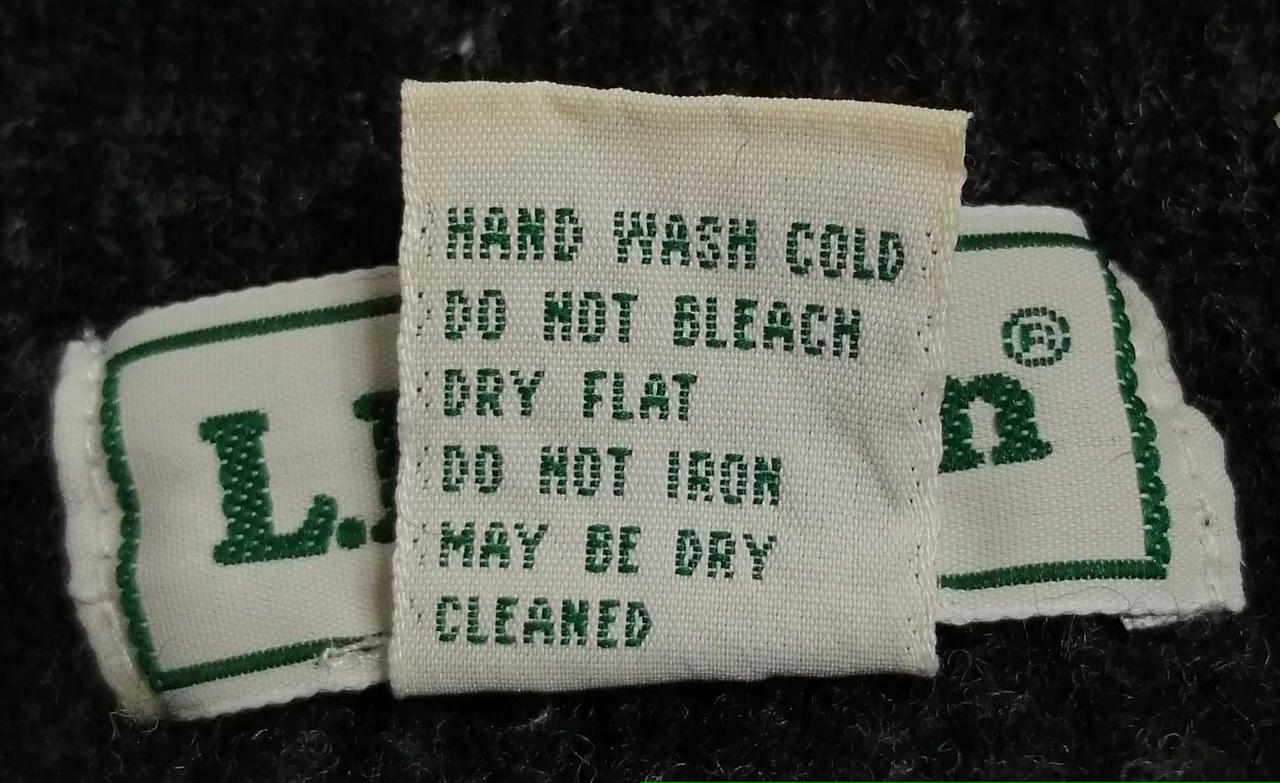 HAND WASH COLD
DO NOT BLEACH
DRY FLAT
DO NOT IRON
MAY BE DRY
CLEANED
L.
n®